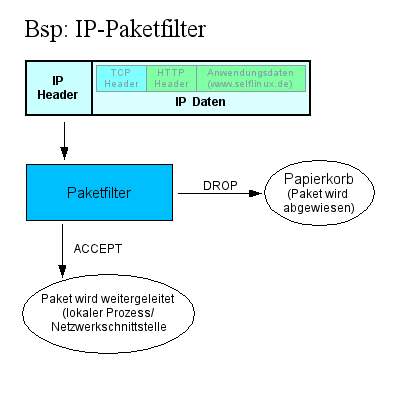 Bsp: IP-Paketfilter
IP
Header
TCP
Header
HTTP
Header
Anwendungsdaten
(www.selflinux.de)
IP Daten
Paketfilter
DROP
Papierkorb
(Paket wird
abgewiesen)
ACCEPT
Paket wird weitergeleitet
(lokaler Prozess/
Netzwerkschnittstelle